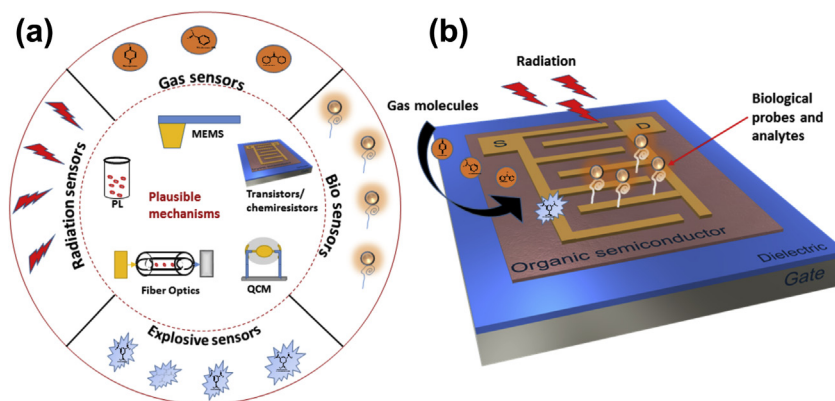 (a)
Gas sensors
MEMS
Radiation sensors
PL
Plausible
mechanisms
Transistors/
chemiresistors
Bio sensors
Fiber Optics
QCM
Explosive sensors
(b)
Radiation
Gas molecules
Biological
probes and
analytes
S
D
Organic semiconductor
Dielectric
Gate